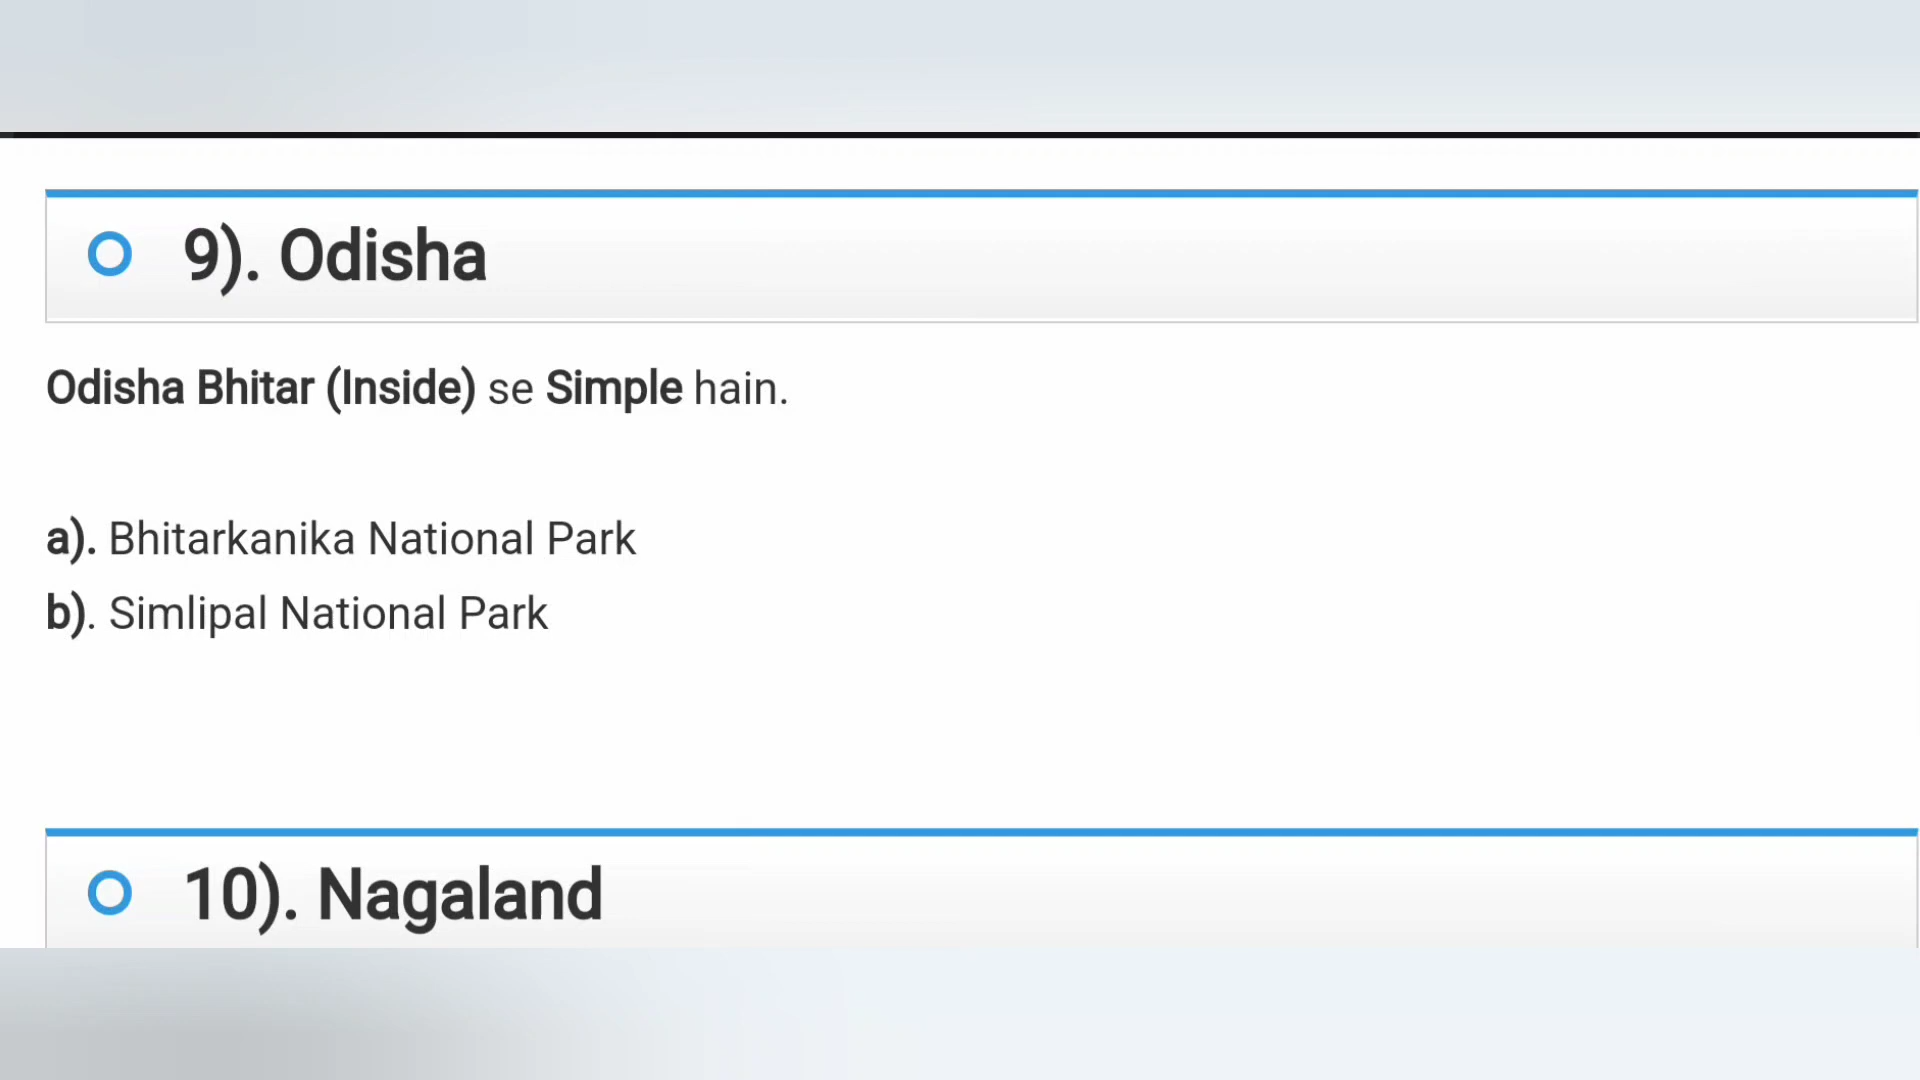 9). Odisha
Odisha Bhitar (Inside) se Simple hain.
a). Bhitarkanika National Park
b). Simlipal National Park
10). Nagaland